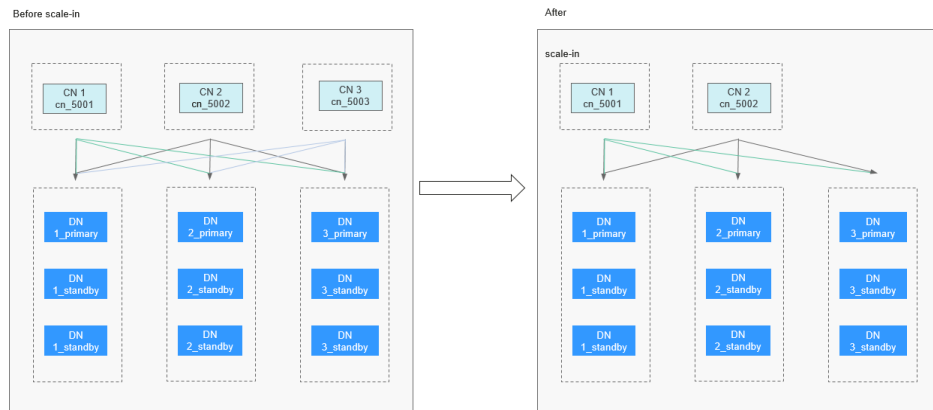 Before scale-in
CN 1
cn_5001
CN 2
cn_5002
CN 3
cn_5003
DN
1_primary
DN
2_primary
DN
3_primary
DN
1_standby
DN
2_standby
DN
3_standby
DN
1_standby
DN
2_standby
DN
3_standby
After
scale-in
CN 1
cn_5001
CN 2
cn_5002
DN
1_primary
DN
2_primary
DN
3_primary
DN
1_standby
DN
2_standby
DN
3_standby
DN
1_standby
DN
2_standby
DN
3_standby